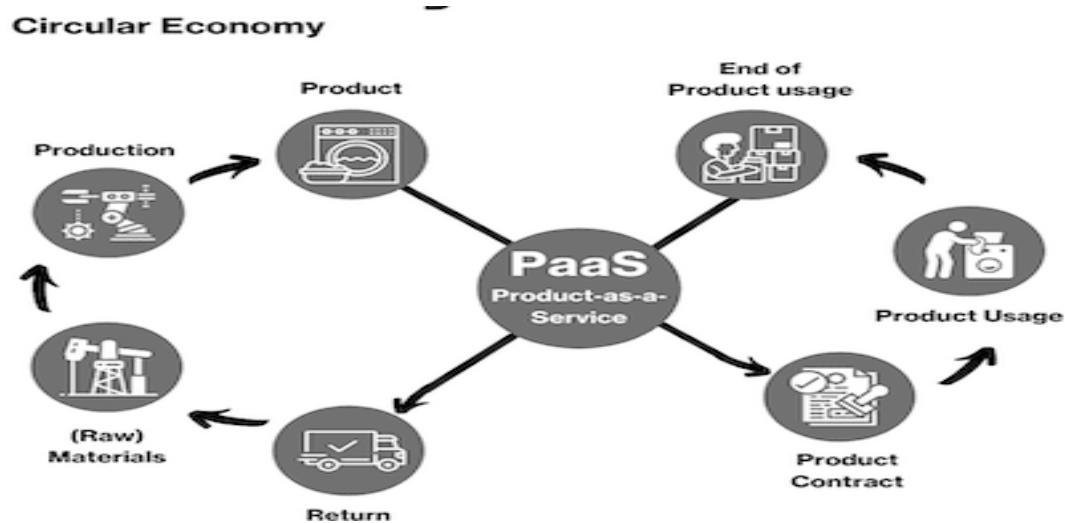 Circular Economy
Product
End of
Product usage
Production
PaaS
Product-as-a-
Service
Product Usage
(Raw)
Materials
Product
Contract
Return